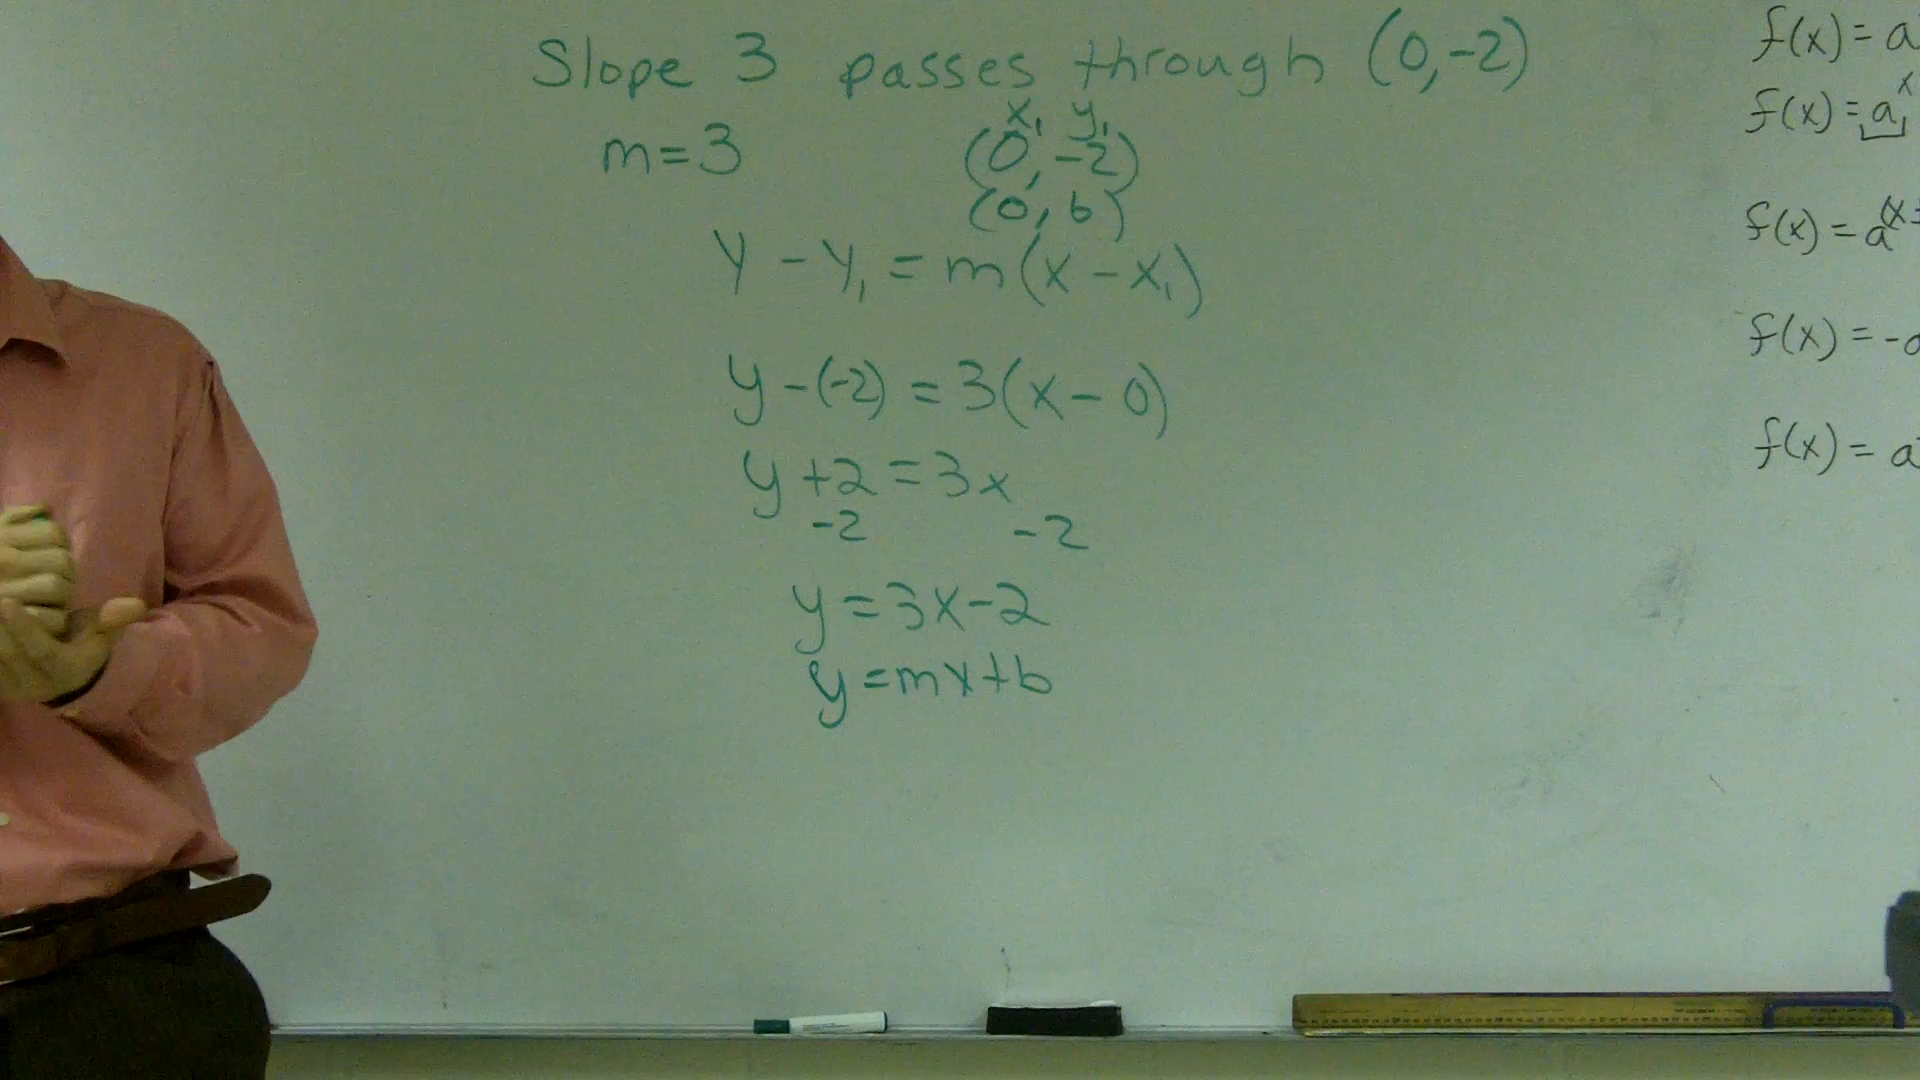 Slope 3 passes through (0,-2)
x₁ y₁
m=3 (0,-2)
(0, b)
y - y₁ = m(x - x₁)
y -(-2) = 3(x - 0)
y +2 = 3x
-2 -2
y = 3x-2
y = mx+b
f(x) = a
f(x) = aˣ
f(x) = a
f(x) = -
f(x) = a